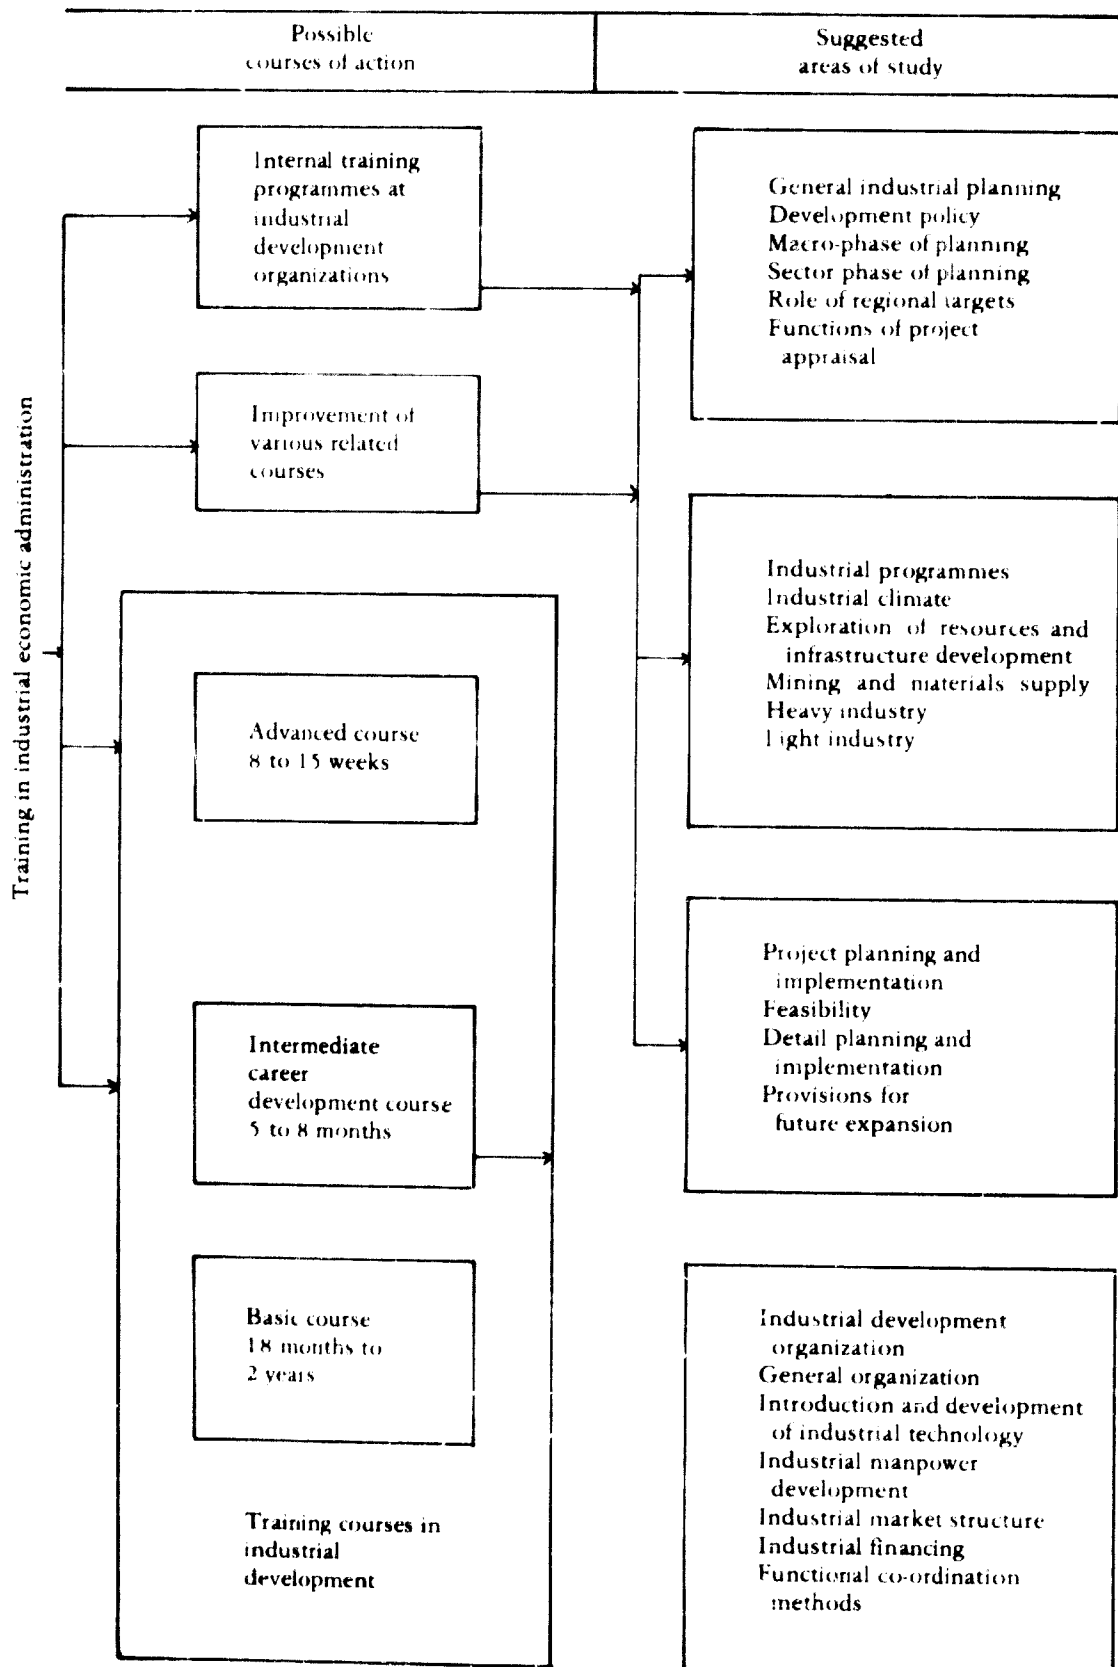 Possible
courses of action
Suggested
areas of study
Training in industrial economic administration
Internal training
programmes at
industrial
development
organizations
Improvement of
various related
courses
Advanced course
8 to 15 weeks
Intermediate
career
development course
5 to 8 months
Basic course
18 months to
2 years
Training courses in
industrial
development
General industrial planning
Development policy
Macro-phase of planning
Sector phase of planning
Role of regional targets
Functions of project
appraisal
Industrial programmes
Industrial climate
Exploration of resources and
infrastructure development
Mining and materials supply
Heavy industry
Light industry
Project planning and
implementation
Feasibility
Detail planning and
implementation
Provisions for
future expansion
Industrial development
organization
General organization
Introduction and development
of industrial technology
Industrial manpower
development
Industrial market structure
Industrial financing
Functional co-ordination
methods